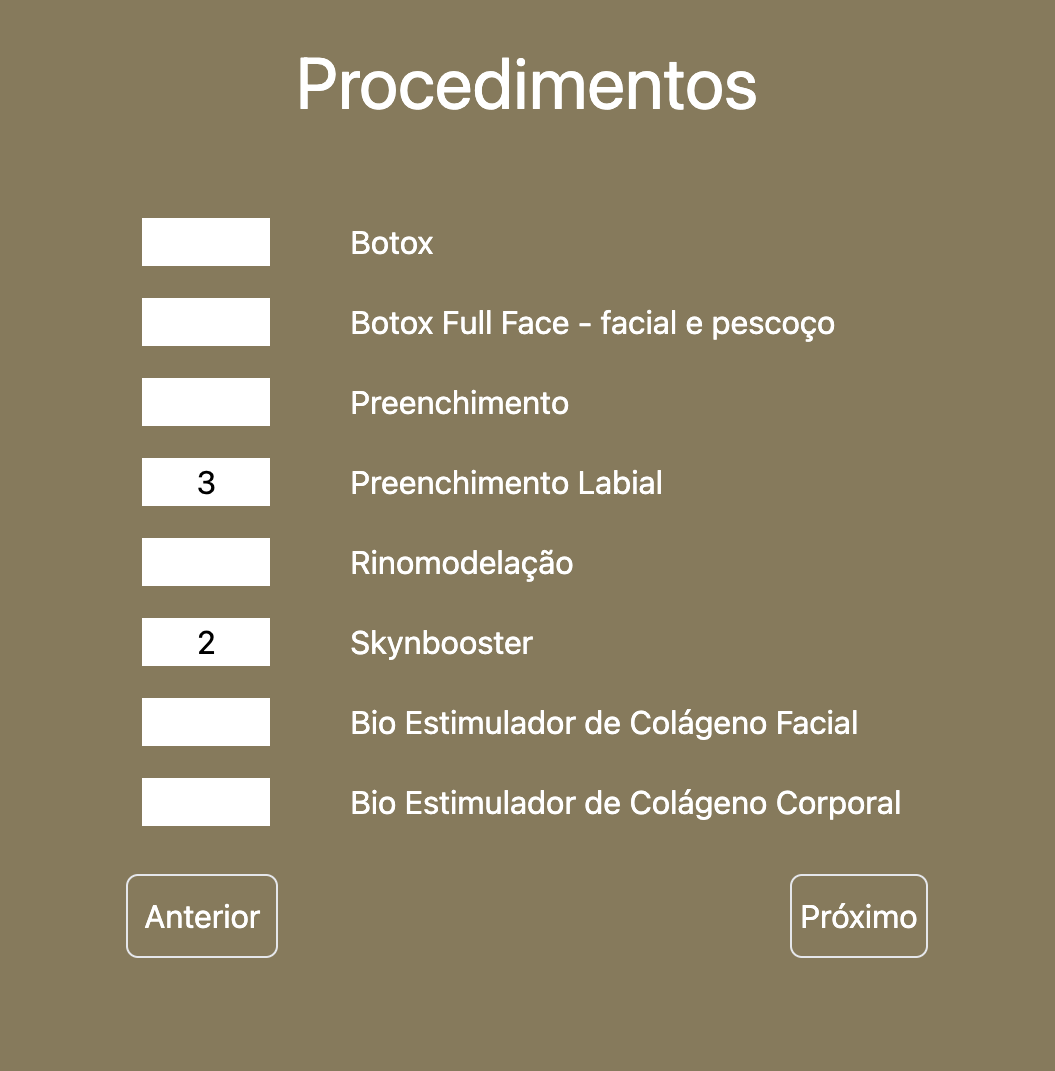 Procedimentos
Botox
Botox Full Face - facial e pescoço
Preenchimento
3 Preenchimento Labial
Rinomodelação
2 Skynbooster
Bio Estimulador de Colágeno Facial
Bio Estimulador de Colágeno Corporal
Anterior Próximo